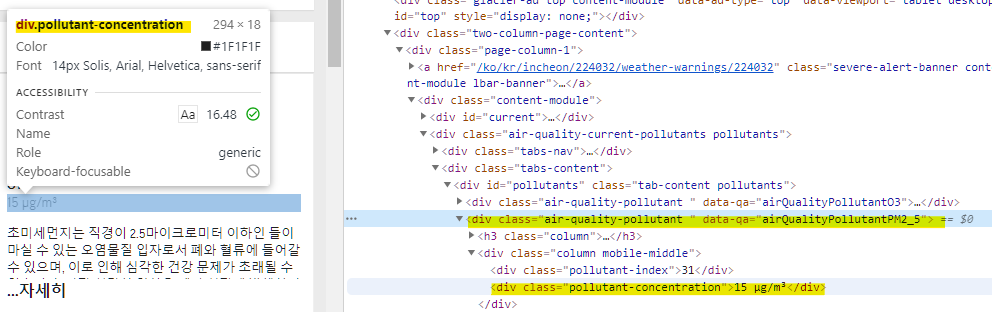 div.pollutant-concentration 294 × 18
Color #1F1F1F
Font 14px Solis, Arial, Helvetica, sans-serif
ACCESSIBILITY
Contrast Aa 16.48
Name
Role generic
Keyboard-focusable
15 µg/m³
초미세먼지는 직경이 2.5마이크로미터 이하인 들이
마실 수 있는 오염물질 입자로서 폐와 혈류에 들어갈
수 있으며, 이로 인해 심각한 건강 문제가 초래될 수
...자세히
id="top" style="display: none;"></div>
▼<div class="two-column-page-content">
▼<div class="page-column-1">
▶<a href="/ko/kr/incheon/224032/weather-warnings/224032" class="severe-alert-banner conte
nt-module lbar-banner">…</a>
▼<div class="content-module">
▶<div id="current">…</div>
▼<div class="air-quality-current-pollutants pollutants">
▶<div class="tabs-nav">…</div>
▼<div class="tabs-content">
▼<div id="pollutants" class="tab-content pollutants">
▶<div class="air-quality-pollutant " data-qa="airQualityPollutantO3">…</div>
… ▼<div class="air-quality-pollutant " data-qa="airQualityPollutantPM2_5"> == $0
▶<h3 class="column">…</h3>
▼<div class="column mobile-middle">
<div class="pollutant-index">31</div>
<div class="pollutant-concentration">15 µg/m³</div>
</div>